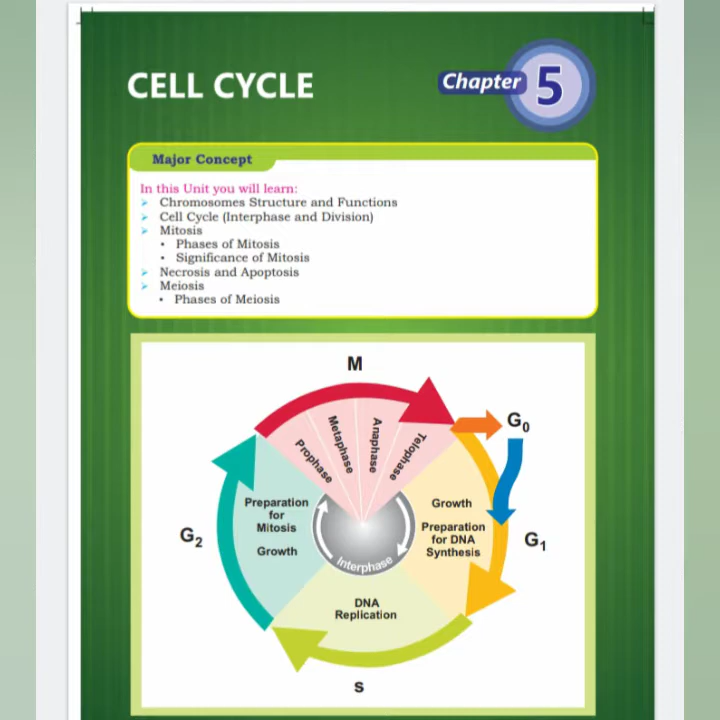 CELL CYCLE
Chapter 5
Major Concept
In this Unit you will learn:
➢ Chromosomes Structure and Functions
➢ Cell Cycle (Interphase and Division)
➢ Mitosis
• Phases of Mitosis
• Significance of Mitosis
➢ Necrosis and Apoptosis
➢ Meiosis
• Phases of Meiosis
M
G₀
Prophase
Metaphase
Anaphase
Telophase
G₂
Preparation
for
Mitosis
Growth
Growth
Preparation
for DNA
Synthesis
G₁
Interphase
DNA
Replication
S